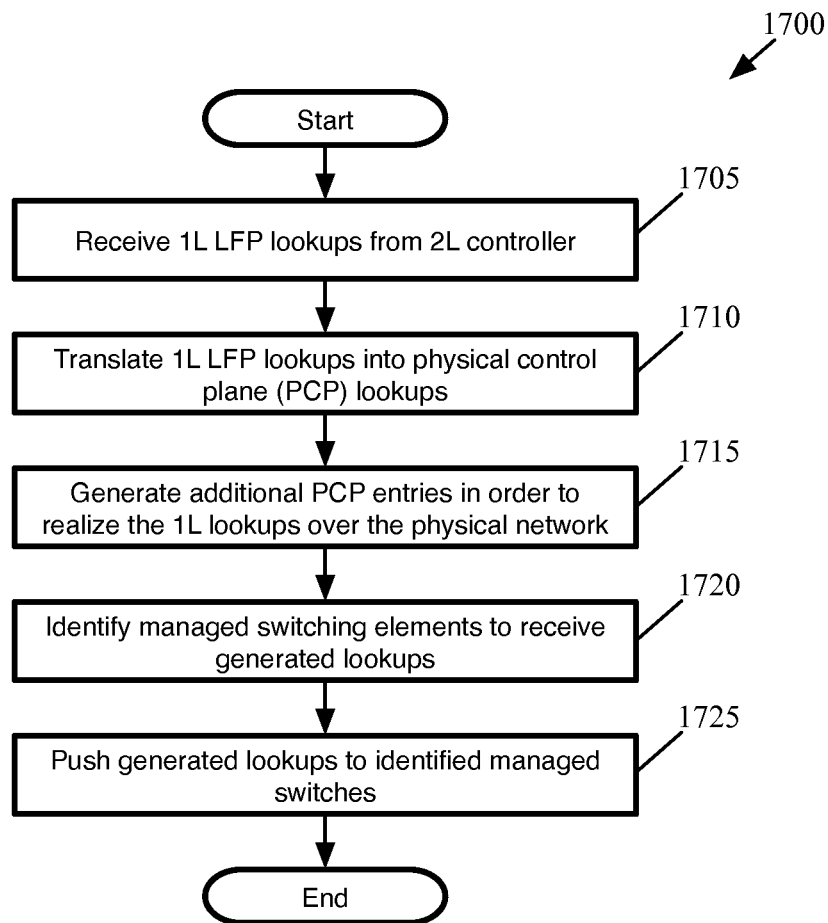 1700
Start
1705
Receive 1L LFP lookups from 2L controller
1710
Translate 1L LFP lookups into physical control
plane (PCP) lookups
1715
Generate additional PCP entries in order to
realize the 1L lookups over the physical network
1720
Identify managed switching elements to receive
generated lookups
1725
Push generated lookups to identified managed
switches
End